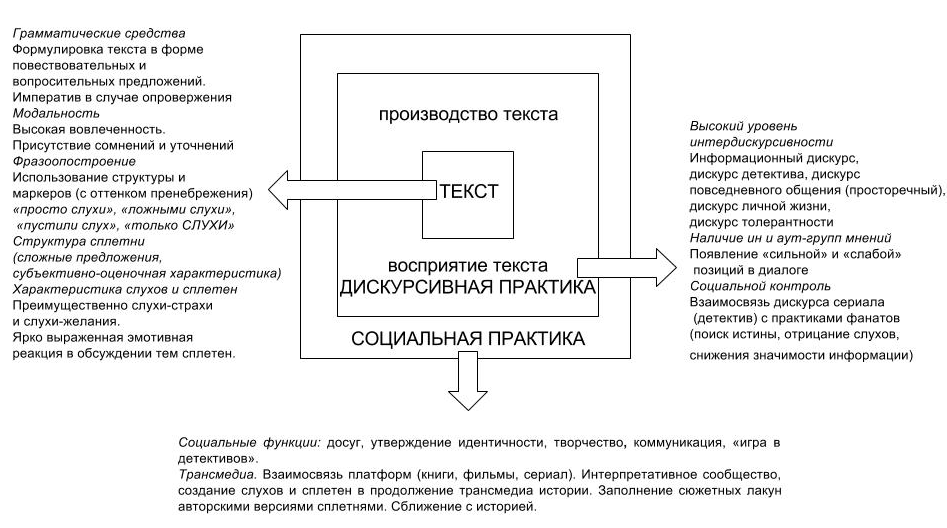 Грамматические средства
Формулировка текста в форме
повествовательных и
вопросительных предложений.
Императив в случае опровержения
Модальность
Высокая вовлеченность.
Присутствие сомнений и уточнений
Фразоопостроение
Использование структуры и
маркеров (с оттенком пренебрежения)
«просто слухи», «ложными слухи»,
«пустили слух», «только СЛУХИ»
Структура сплетни
(сложные предложения,
субъективно-оценочная характеристика)
Характеристика слухов и сплетен
Преимущественно слухи-страхи
и слухи-желания.
Ярко выраженная эмотивная
реакция в обсуждении тем сплетен.
производство текста
ТЕКСТ
восприятие текста
ДИСКУРСИВНАЯ ПРАКТИКА
СОЦИАЛЬНАЯ ПРАКТИКА
Высокий уровень
интердискурсивности
Информационный дискурс,
дискурс детектива, дискурс
повседневного общения (просторечный),
дискурс личной жизни,
дискурс толерантности
Наличие ин и аут-групп мнений
Появление «сильной» и «слабой»
позиций в диалоге
Социальной контроль
Взаимосвязь дискурса сериала
(детектив) с практиками фанатов
(поиск истины, отрицание слухов,
снижения значимости информации)
Социальные функции: досуг, утверждение идентичности, творчество, коммуникация, «игра в
детективов».
Трансмедиа. Взаимосвязь платформ (книги, фильмы, сериал). Интерпретативное сообщество,
создание слухов и сплетен в продолжение трансмедиа истории. Заполнение сюжетных лакун
авторскими версиями сплетнями. Сближение с историей.